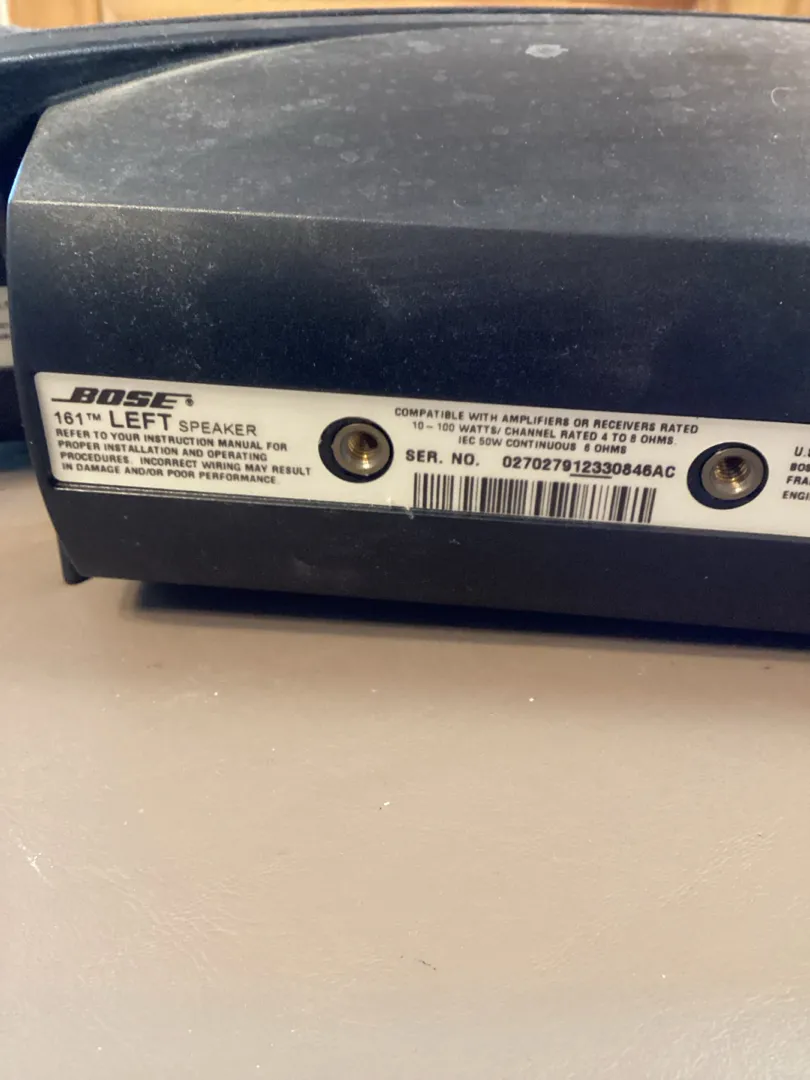 BOSE®
161™ LEFT SPEAKER
REFER TO YOUR INSTRUCTION MANUAL FOR
PROPER INSTALLATION AND OPERATING
PROCEDURES. INCORRECT WIRING MAY RESULT
IN DAMAGE AND/OR POOR PERFORMANCE.
COMPATIBLE WITH AMPLIFIERS OR RECEIVERS RATED
10 – 100 WATTS/ CHANNEL RATED 4 TO 8 OHMS.
IEC 50W CONTINUOUS 6 OHMS
SER. NO. 027027912330846AC